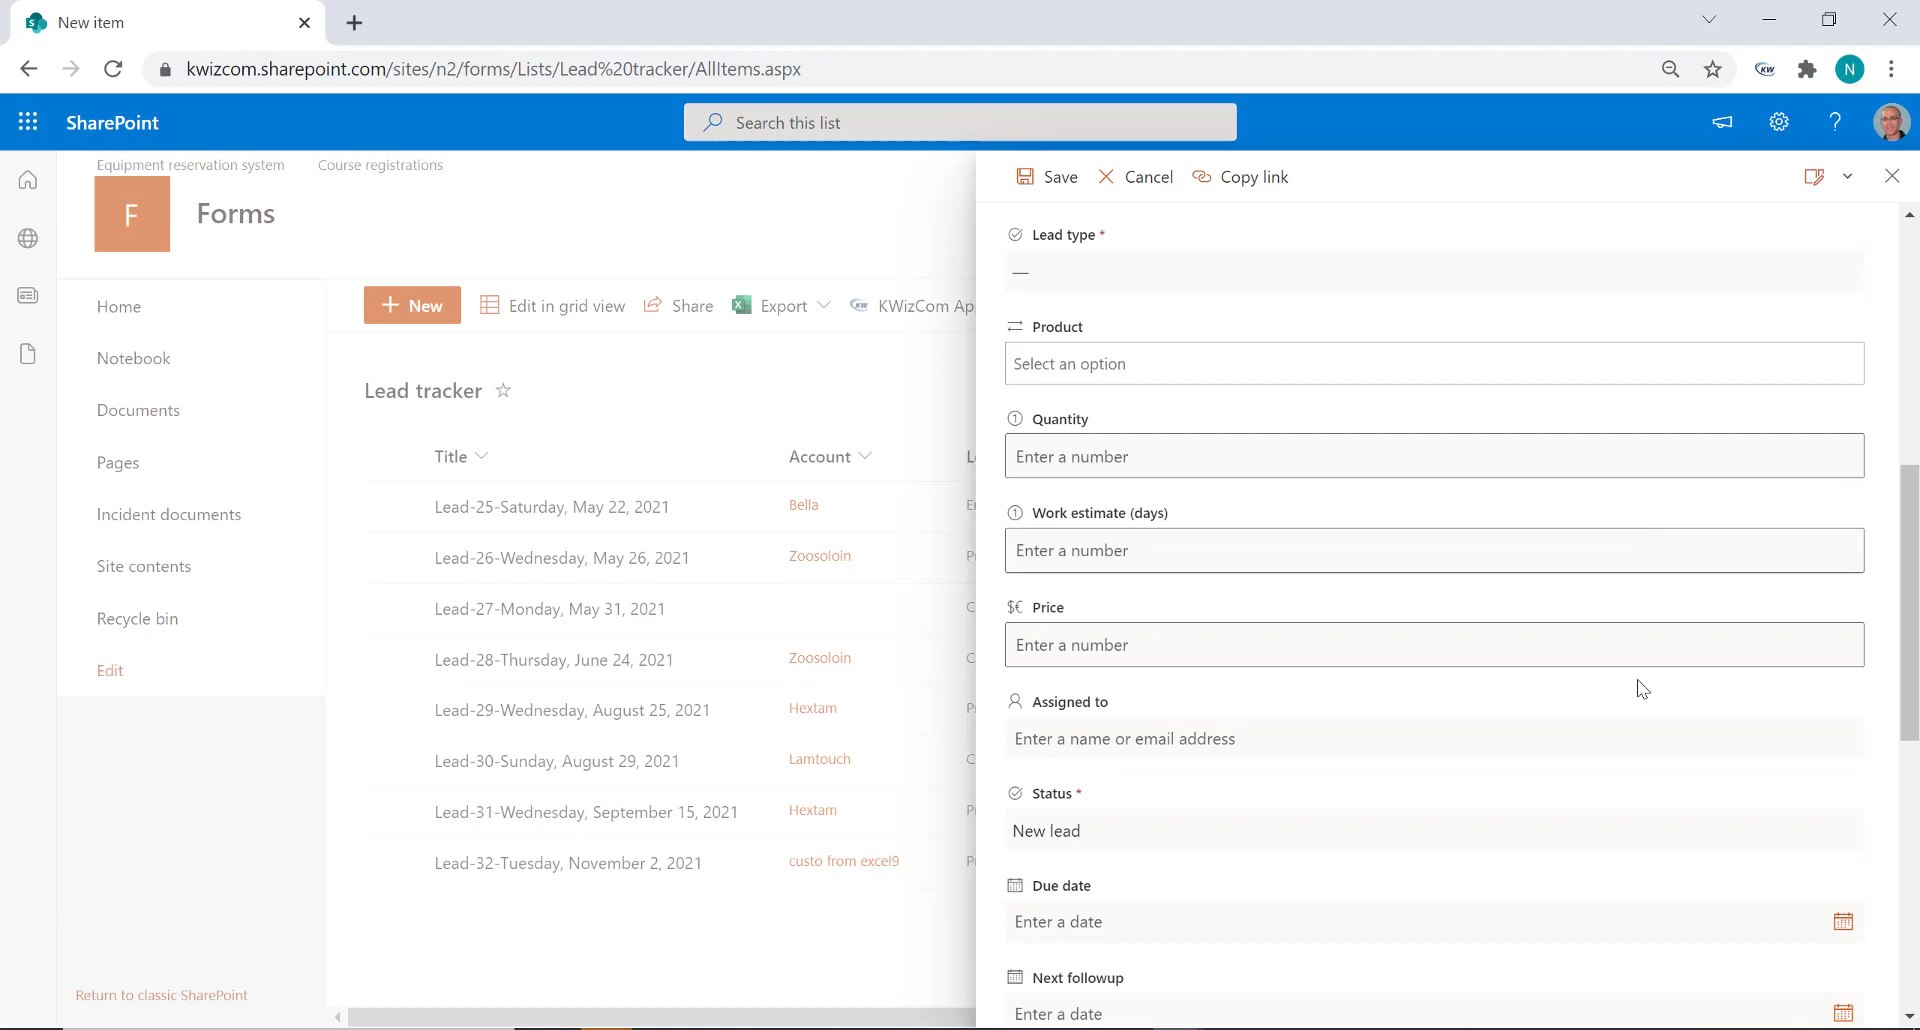 New item
kwizcom.sharepoint.com/sites/n2/forms/Lists/Lead%20tracker/AllItems.aspx
KW
N
SharePoint
Search this list
Equipment reservation system
Course registrations
F
Forms
Home
Notebook
Documents
Pages
Incident documents
Site contents
Recycle bin
Edit
Return to classic SharePoint
New
Edit in grid view
Share
Export
KWizCom Ap
Lead tracker
Title
Account
Lead-25-Saturday, May 22, 2021
Bella
Lead-26-Wednesday, May 26, 2021
Zoosoloin
Lead-27-Monday, May 31, 2021
Lead-28-Thursday, June 24, 2021
Zoosoloin
Lead-29-Wednesday, August 25, 2021
Hextam
Lead-30-Sunday, August 29, 2021
Lamtouch
Lead-31-Wednesday, September 15, 2021
Hextam
Lead-32-Tuesday, November 2, 2021
custo from excel9
Save
Cancel
Copy link
Lead type *
—
Product
Select an option
Quantity
Enter a number
Work estimate (days)
Enter a number
Price
Enter a number
Assigned to
Enter a name or email address
Status *
New lead
Due date
Enter a date
Next followup
Enter a date